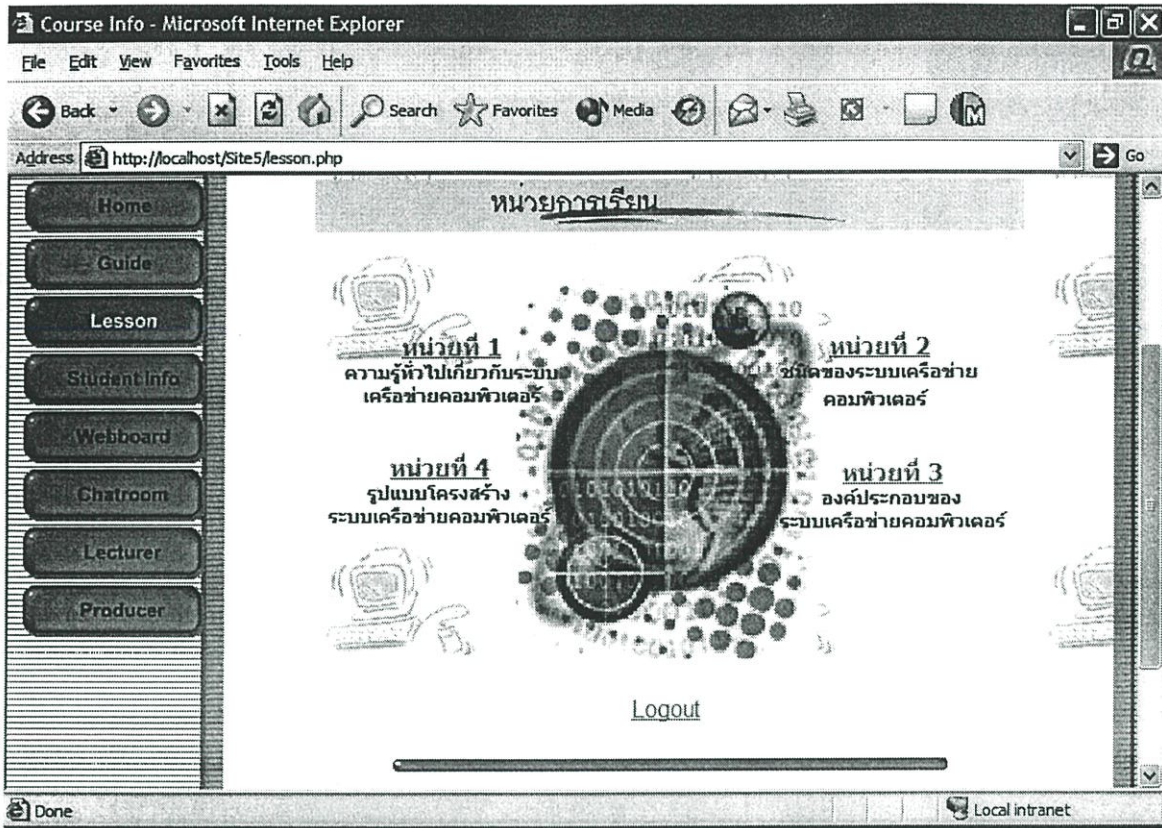 Course Info - Microsoft Internet Explorer
File Edit View Favorites Tools Help
Back Search Favorites Media
Address http://localhost/Site5/lesson.php Go
Home
Guide
Lesson
Student Info
Webboard
Chatroom
Lecturer
Producer
หน่วยการเรียน
หน่วยที่ 1
ความรู้ทั่วไปเกี่ยวกับระบบ
เครือข่ายคอมพิวเตอร์
หน่วยที่ 2
ชนิดของระบบเครือข่าย
คอมพิวเตอร์
หน่วยที่ 4
รูปแบบโครงสร้าง
ระบบเครือข่ายคอมพิวเตอร์
หน่วยที่ 3
องค์ประกอบของ
ระบบเครือข่ายคอมพิวเตอร์
Logout
Done Local intranet